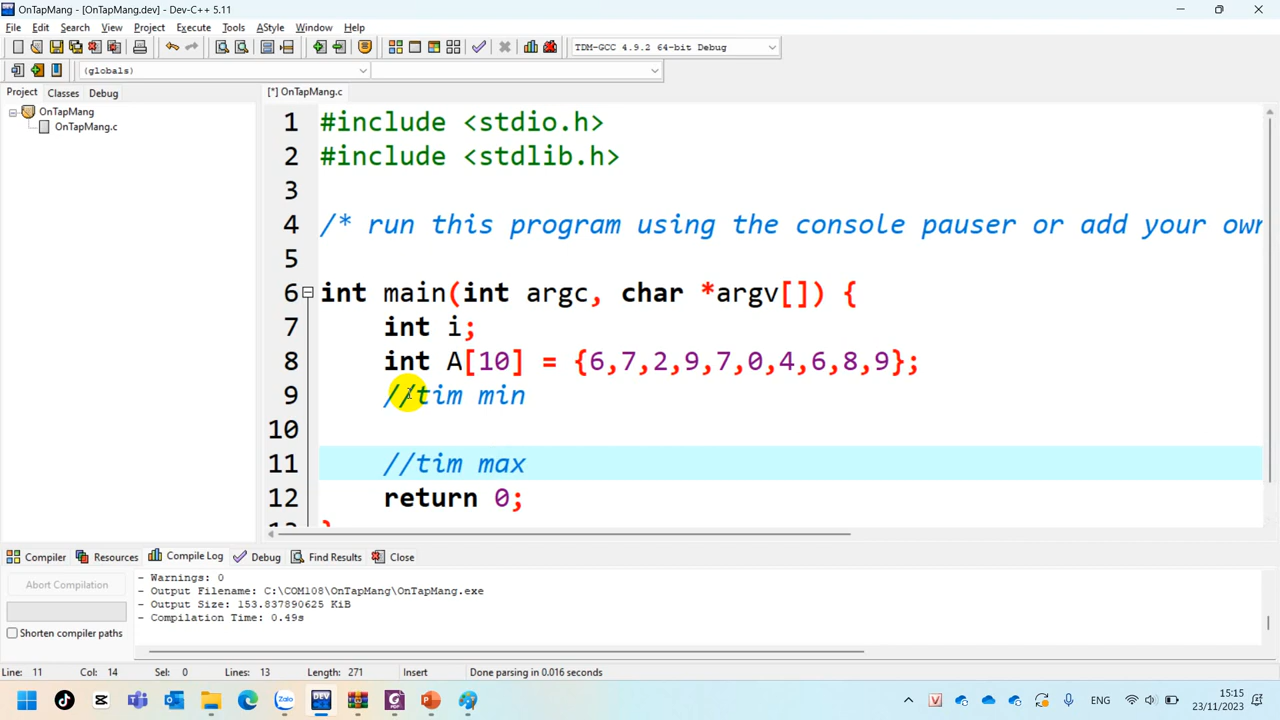 OnTapMang - [OnTapMang.dev] - Dev-C++ 5.11
File Edit Search View Project Execute Tools AStyle Window Help
TDM-GCC 4.9.2 64-bit Debug
(globals)
Project Classes Debug
[*] OnTapMang.c
OnTapMang
OnTapMang.c
1 #include <stdio.h>
2 #include <stdlib.h>
3
4 /* run this program using the console pauser or add your own
5
6 int main(int argc, char *argv[]) {
7 int i;
8 int A[10] = {6,7,2,9,7,0,4,6,8,9};
9 //tim min
10
11 //tim max
12 return 0;
13 }
Compiler Resources Compile Log Debug Find Results Close
Abort Compilation
Shorten compiler paths
- Warnings: 0
- Output Filename: C:\COM108\OnTapMang\OnTapMang.exe
- Output Size: 153.837890625 KiB
- Compilation Time: 0.49s
Line: 11 Col: 14 Sel: 0 Lines: 13 Length: 271 Insert Done parsing in 0.016 seconds
Zalo
DEV
PDF
V
ENG
15:15
23/11/2023